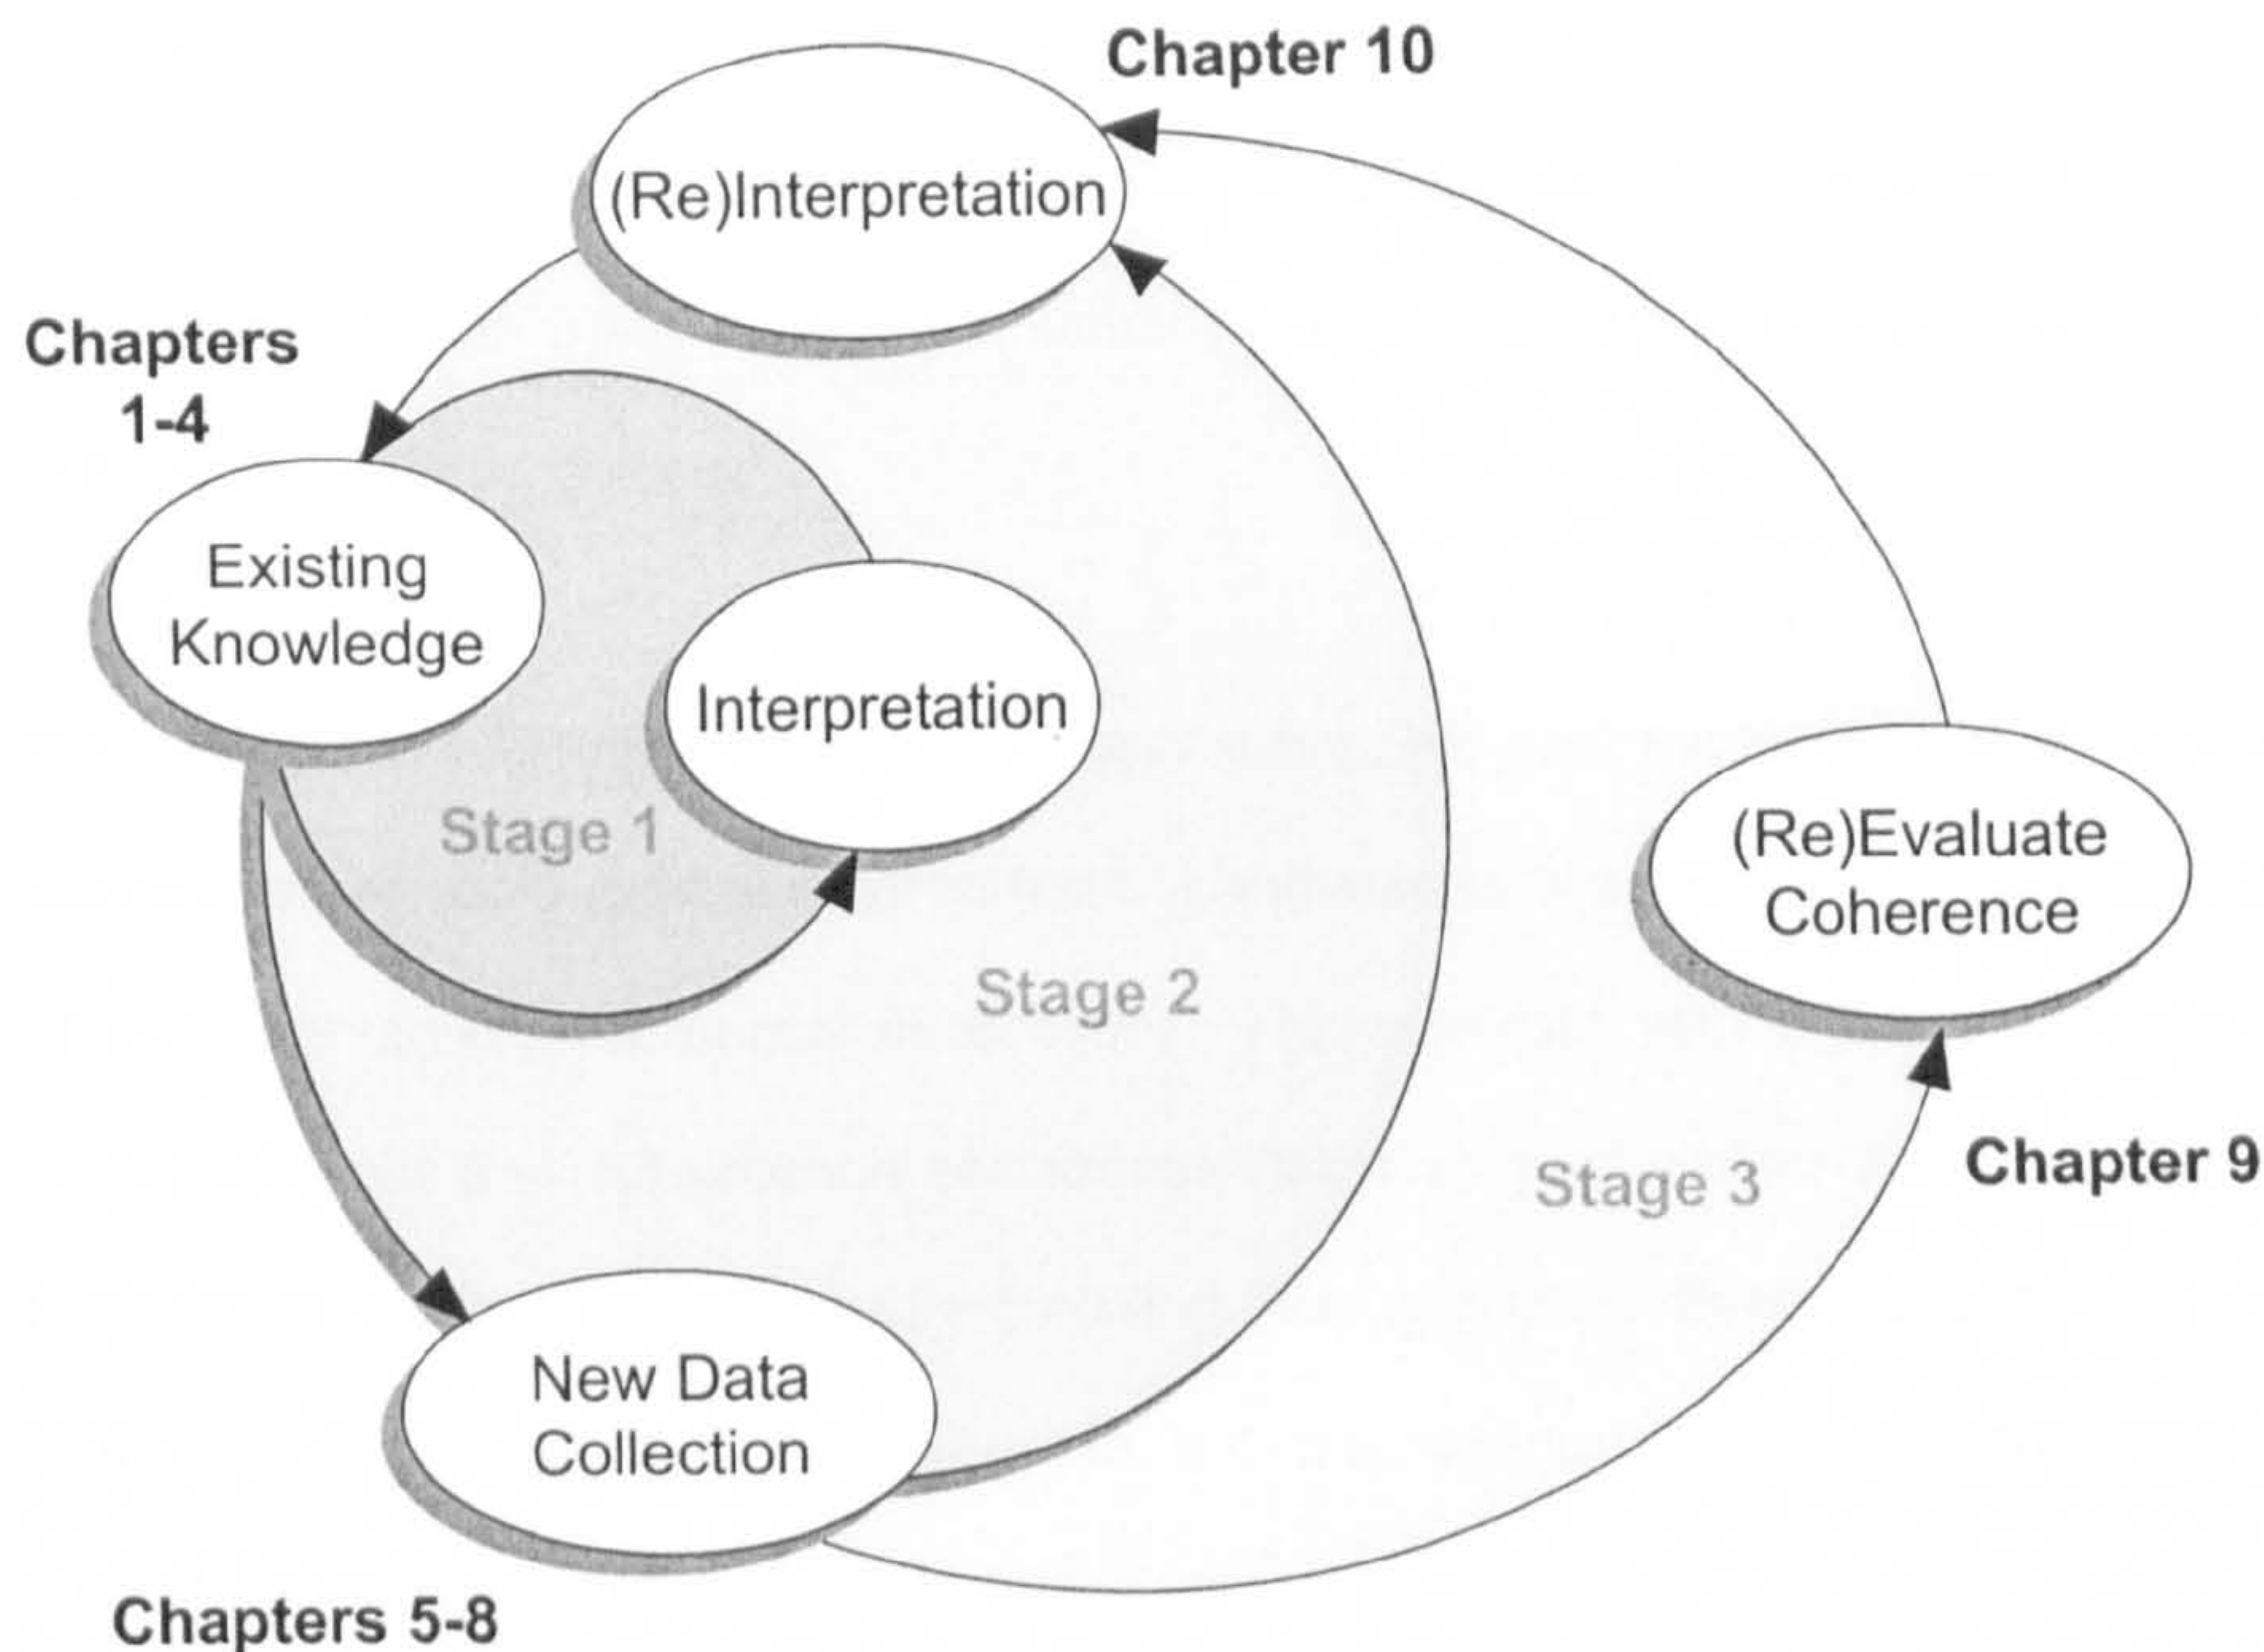 Chapter 10
(Re)Interpretation
Chapters
1-4
Existing
Knowledge
Interpretation
Stage 1
(Re)Evaluate
Coherence
Stage 2
Chapter 9
Stage 3
New Data
Collection
Chapters 5-8